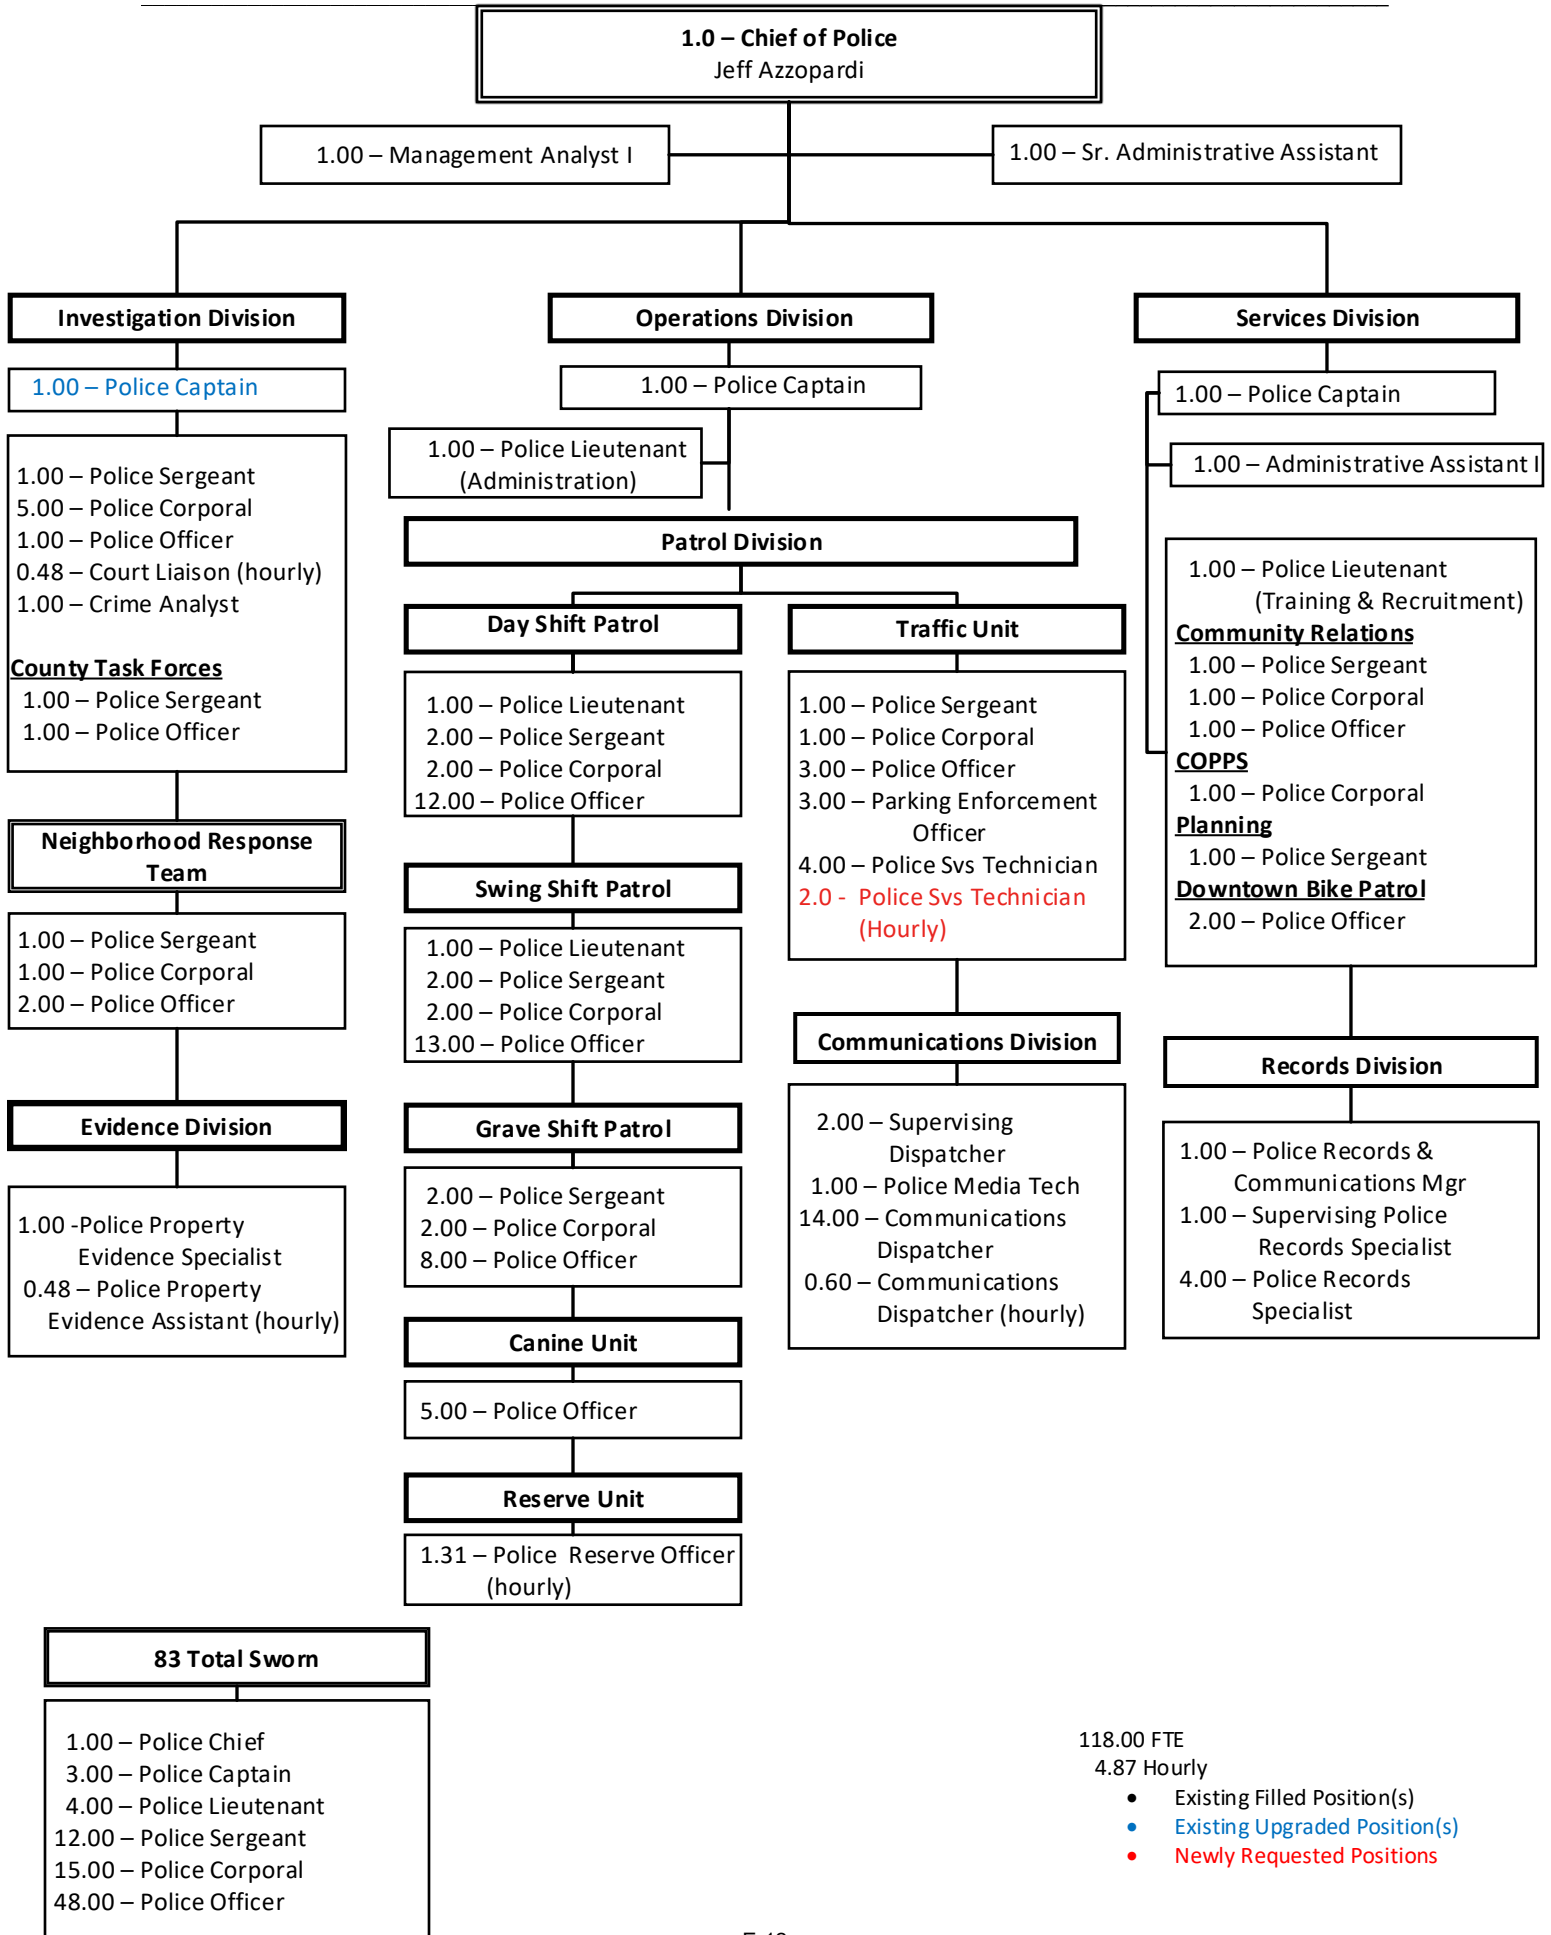 1.0 – Chief of Police
Jeff Azzopardi
1.00 – Management Analyst I
1.00 – Sr. Administrative Assistant
Investigation Division
1.00 – Police Captain
1.00 – Police Sergeant
5.00 – Police Corporal
1.00 – Police Officer
0.48 – Court Liaison (hourly)
1.00 – Crime Analyst
County Task Forces
1.00 – Police Sergeant
1.00 – Police Officer
Neighborhood Response
Team
1.00 – Police Sergeant
1.00 – Police Corporal
2.00 – Police Officer
Evidence Division
1.00 -Police Property
Evidence Specialist
0.48 – Police Property
Evidence Assistant (hourly)
Operations Division
1.00 – Police Captain
1.00 – Police Lieutenant
(Administration)
Patrol Division
Day Shift Patrol
1.00 – Police Lieutenant
2.00 – Police Sergeant
2.00 – Police Corporal
12.00 – Police Officer
Swing Shift Patrol
1.00 – Police Lieutenant
2.00 – Police Sergeant
2.00 – Police Corporal
13.00 – Police Officer
Grave Shift Patrol
2.00 – Police Sergeant
2.00 – Police Corporal
8.00 – Police Officer
Canine Unit
5.00 – Police Officer
Reserve Unit
1.31 – Police Reserve Officer
(hourly)
Traffic Unit
1.00 – Police Sergeant
1.00 – Police Corporal
3.00 – Police Officer
3.00 – Parking Enforcement
Officer
4.00 – Police Svs Technician
2.0 - Police Svs Technician
(Hourly)
Communications Division
2.00 – Supervising
Dispatcher
1.00 – Police Media Tech
14.00 – Communications
Dispatcher
0.60 – Communications
Dispatcher (hourly)
Services Division
1.00 – Police Captain
1.00 – Administrative Assistant I
1.00 – Police Lieutenant
(Training & Recruitment)
Community Relations
1.00 – Police Sergeant
1.00 – Police Corporal
1.00 – Police Officer
COPPS
1.00 – Police Corporal
Planning
1.00 – Police Sergeant
Downtown Bike Patrol
2.00 – Police Officer
Records Division
1.00 – Police Records &
Communications Mgr
1.00 – Supervising Police
Records Specialist
4.00 – Police Records
Specialist
83 Total Sworn
1.00 – Police Chief
3.00 – Police Captain
4.00 – Police Lieutenant
12.00 – Police Sergeant
15.00 – Police Corporal
48.00 – Police Officer
118.00 FTE
4.87 Hourly
• Existing Filled Position(s)
• Existing Upgraded Position(s)
• Newly Requested Positions